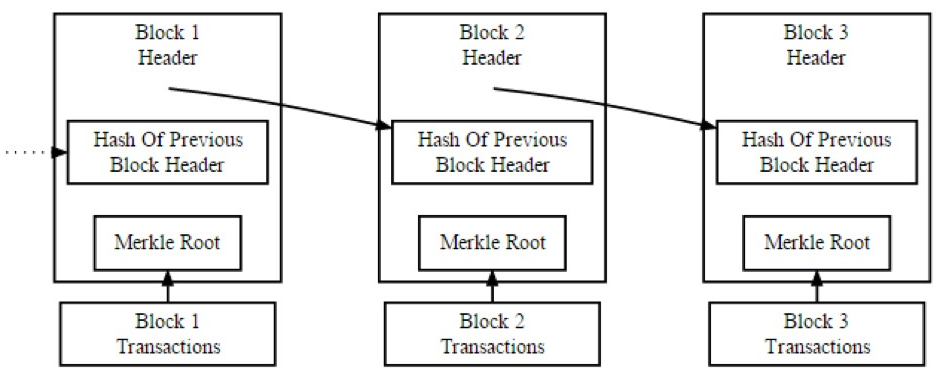 Block 1
Header
Hash Of Previous
Block Header
Merkle Root
Block 1
Transactions
Block 2
Header
Hash Of Previous
Block Header
Merkle Root
Block 2
Transactions
Block 3
Header
Hash Of Previous
Block Header
Merkle Root
Block 3
Transactions